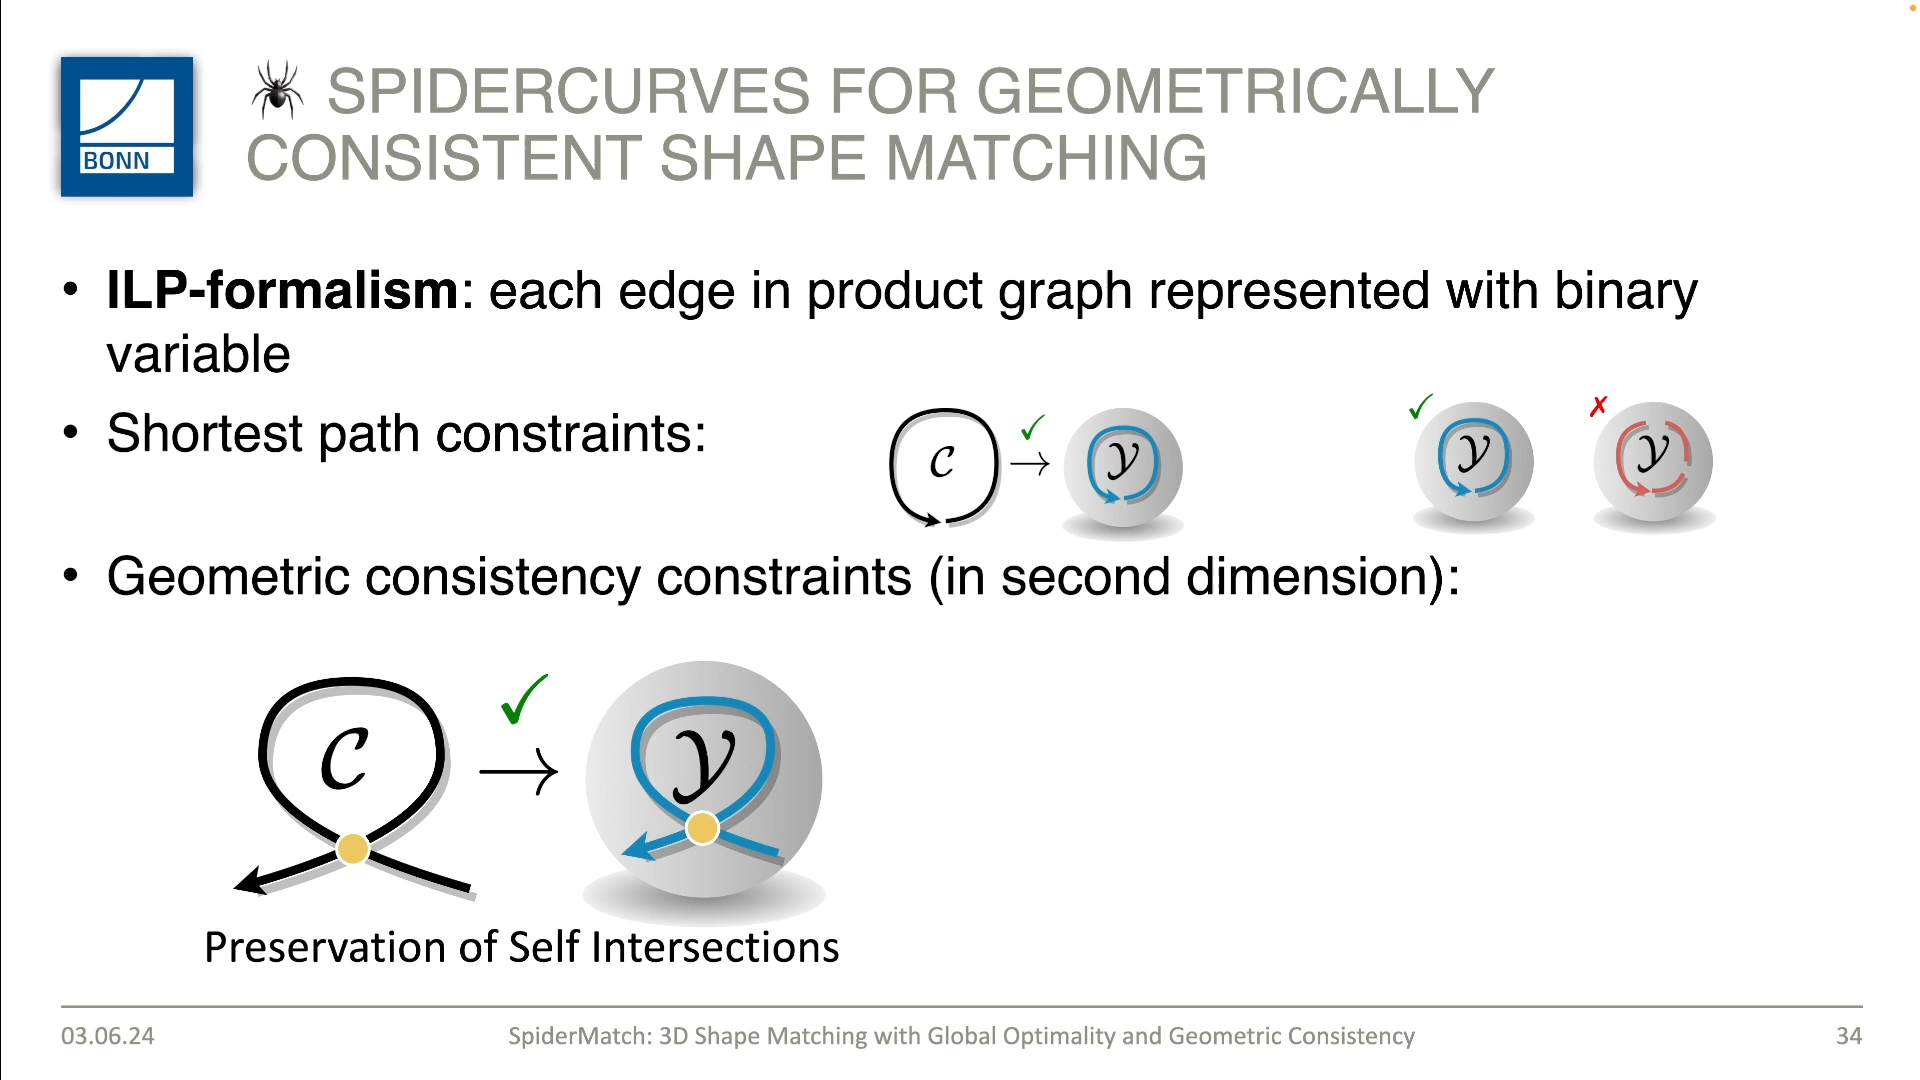 BONN
SPIDERCURVES FOR GEOMETRICALLY
CONSISTENT SHAPE MATCHING
• ILP-formalism: each edge in product graph represented with binary
variable
• Shortest path constraints:
𝒞 → ✓ 𝒴 ✓ 𝒴 ✗ 𝒴
• Geometric consistency constraints (in second dimension):
𝒞 → ✓ 𝒴
Preservation of Self Intersections
03.06.24 SpiderMatch: 3D Shape Matching with Global Optimality and Geometric Consistency 34